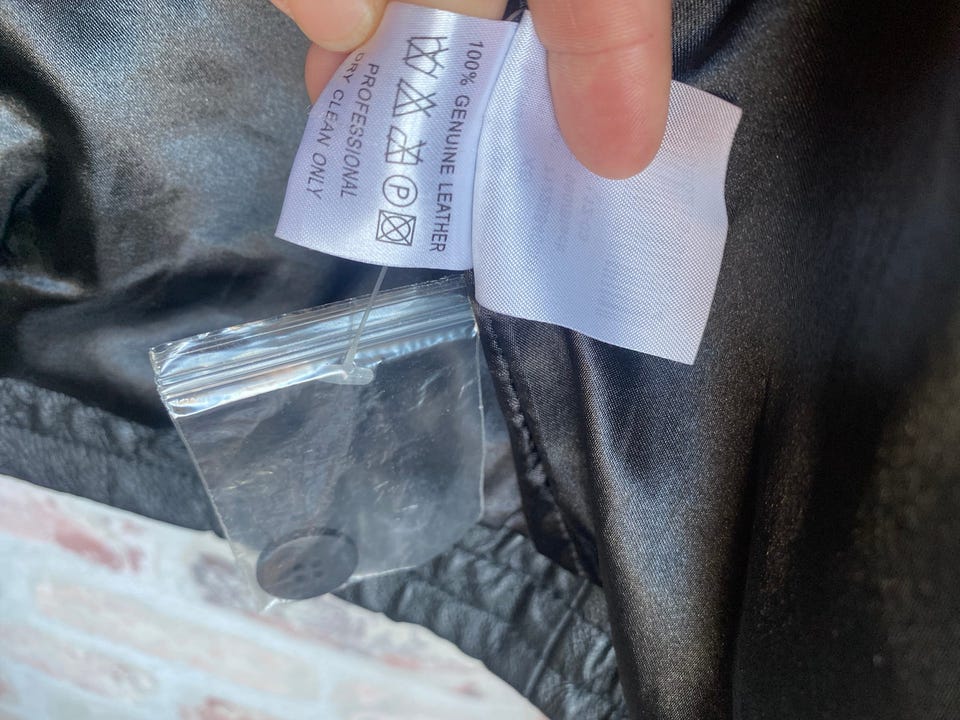 100% GENUINE LEATHER
P
PROFESSIONAL
DRY CLEAN ONLY